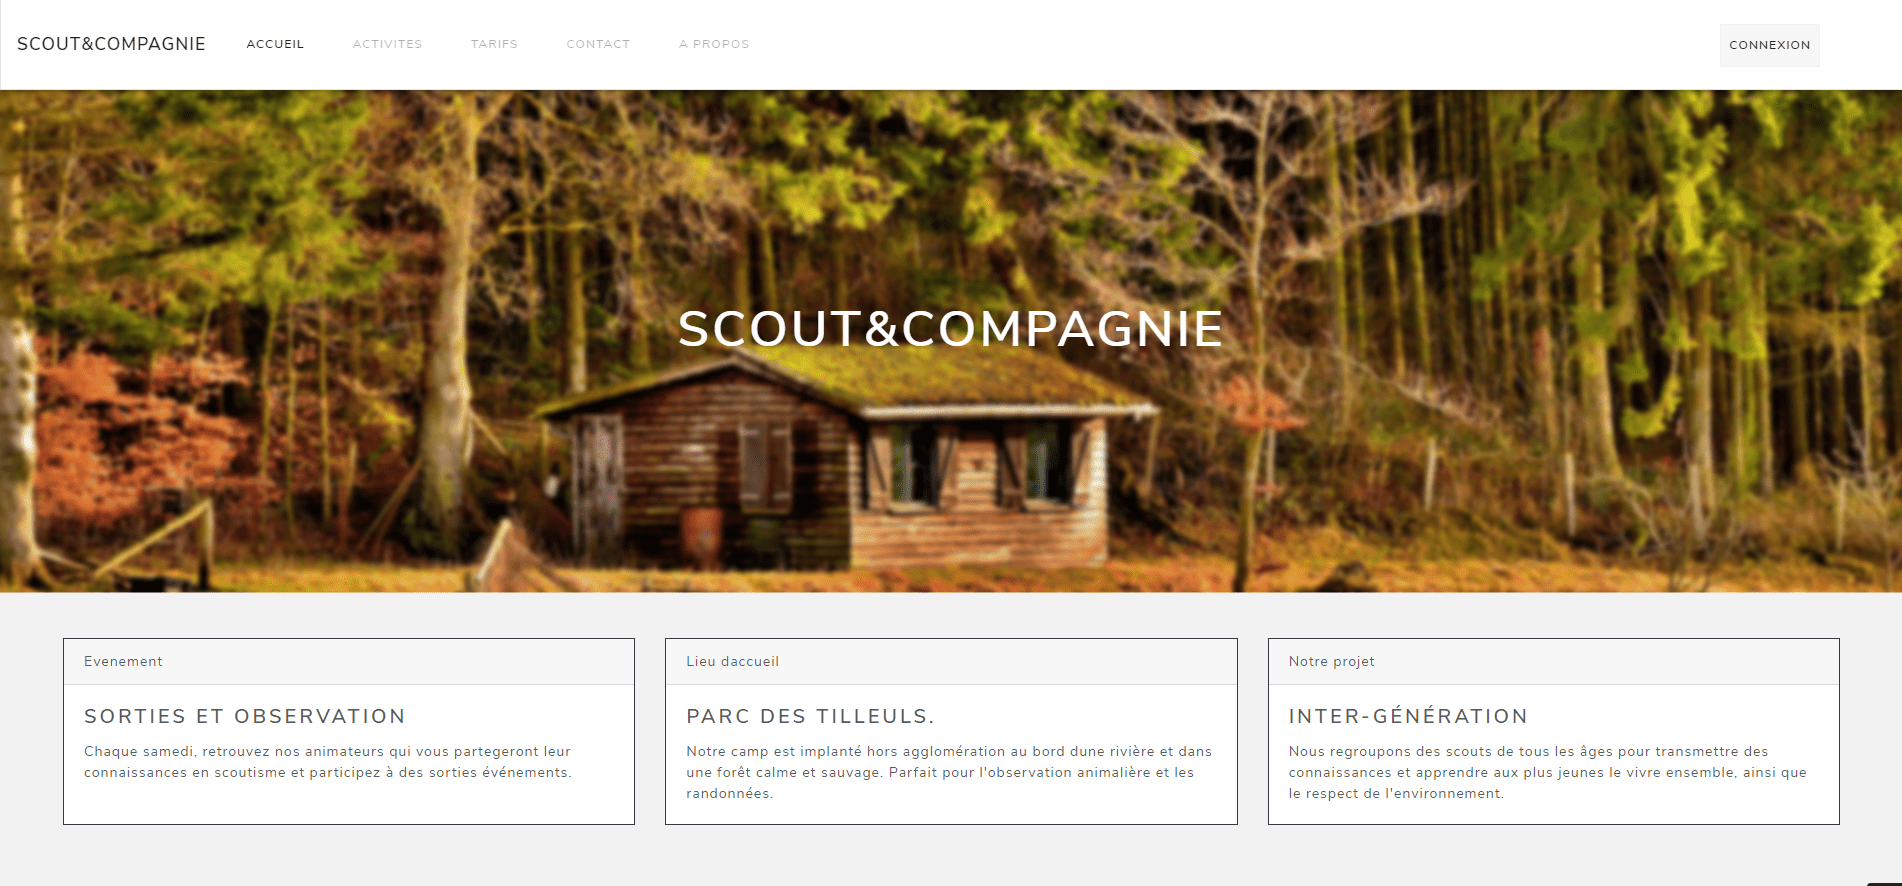 SCOUT&COMPAGNIE ACCUEIL ACTIVITES TARIFS CONTACT A PROPOS CONNEXION
SCOUT&COMPAGNIE
Evenement
SORTIES ET OBSERVATION
Chaque samedi, retrouvez nos animateurs qui vous partegeront leur
connaissances en scoutisme et participez à des sorties événements.
Lieu daccueil
PARC DES TILLEULS.
Notre camp est implanté hors agglomération au bord dune rivière et dans
une forêt calme et sauvage. Parfait pour l'observation animalière et les
randonnées.
Notre projet
INTER-GÉNÉRATION
Nous regroupons des scouts de tous les âges pour transmettre des
connaissances et apprendre aux plus jeunes le vivre ensemble, ainsi que
le respect de l'environnement.